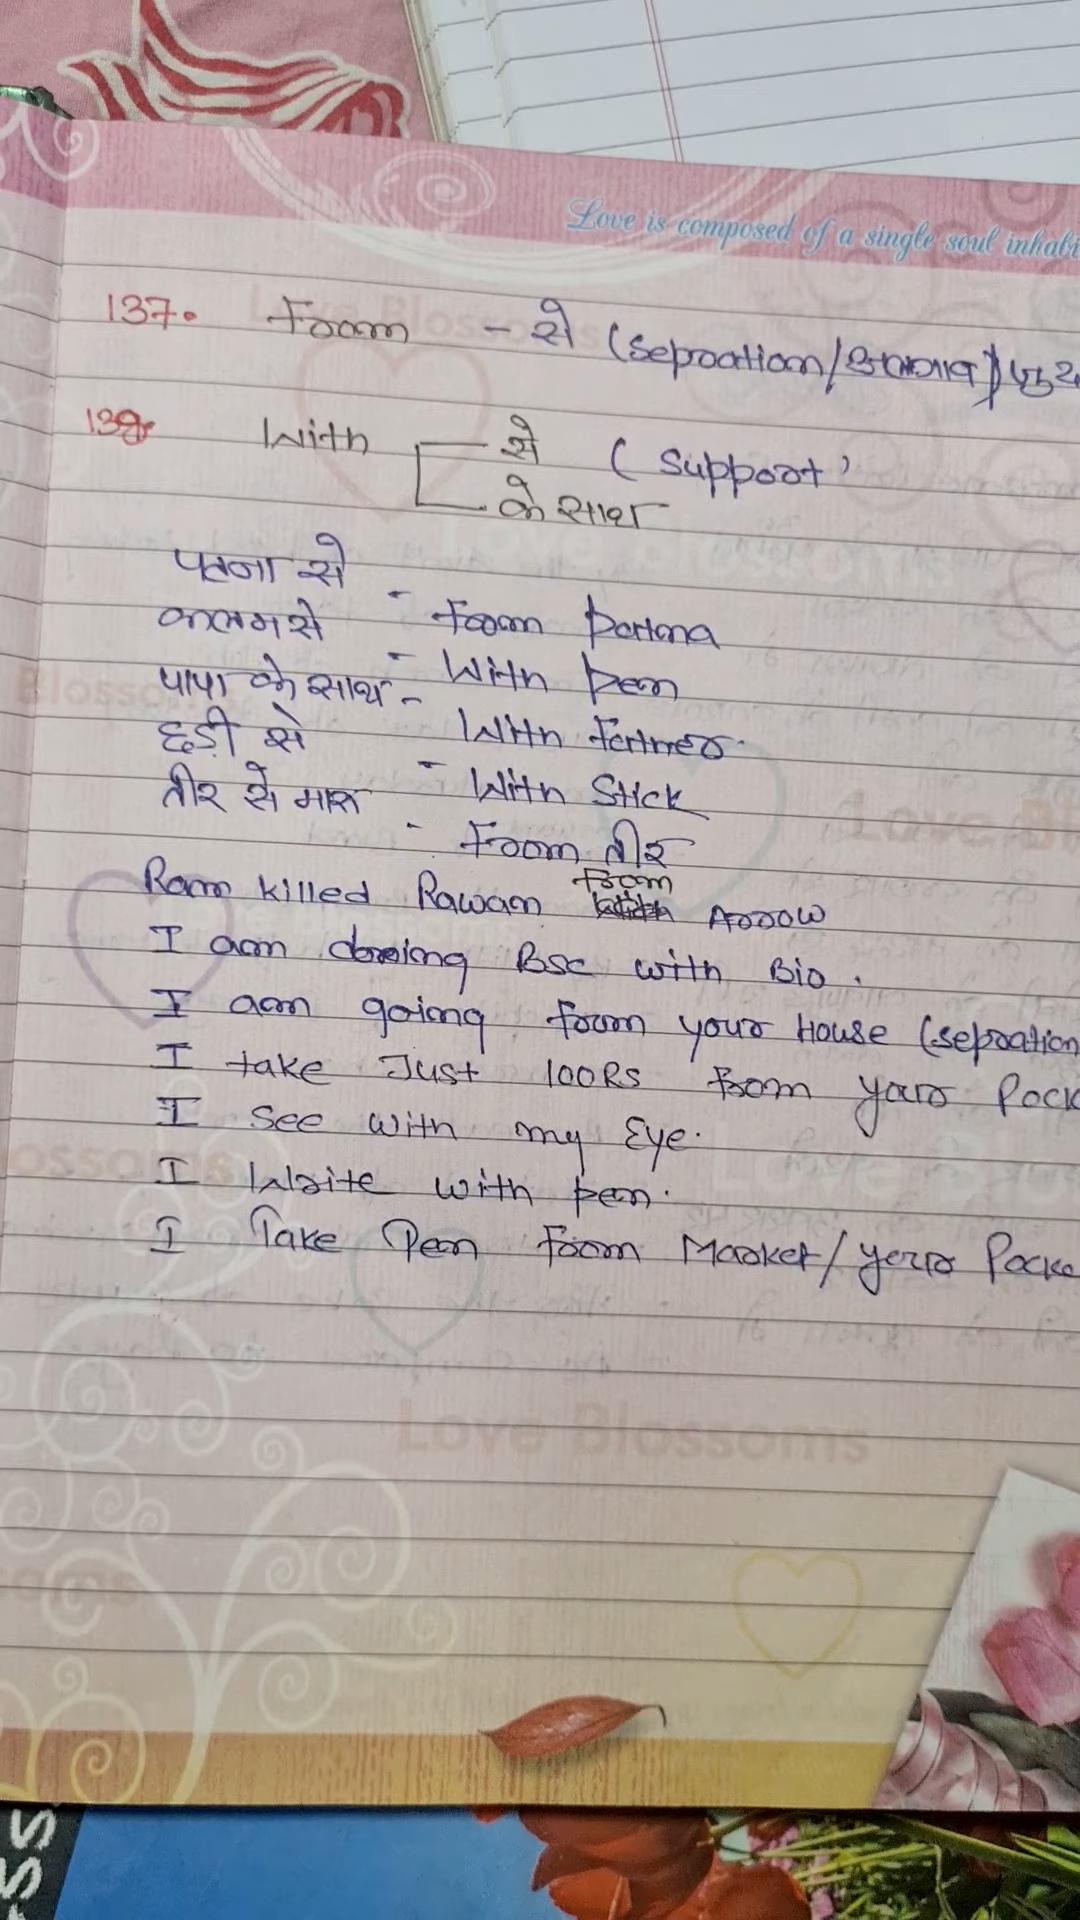 Love is composed of a single soul inhabi
137. From - से (Sepration/अलगाव)
138. With से (Support)
के साथ
पटना से - From Patna
कलम से - With pen
पापा के साथ - With Father
छड़ी से - With Stick
तीर से मारा - From तीर
Ram killed Rawan From Arrow
I am doing Bsc with Bio.
I am going from your House (sepration
I take Just 100Rs from your Pock
I See with my Eye.
I Write with pen.
I Take Pen From Market/your Pocke
Love Blossoms